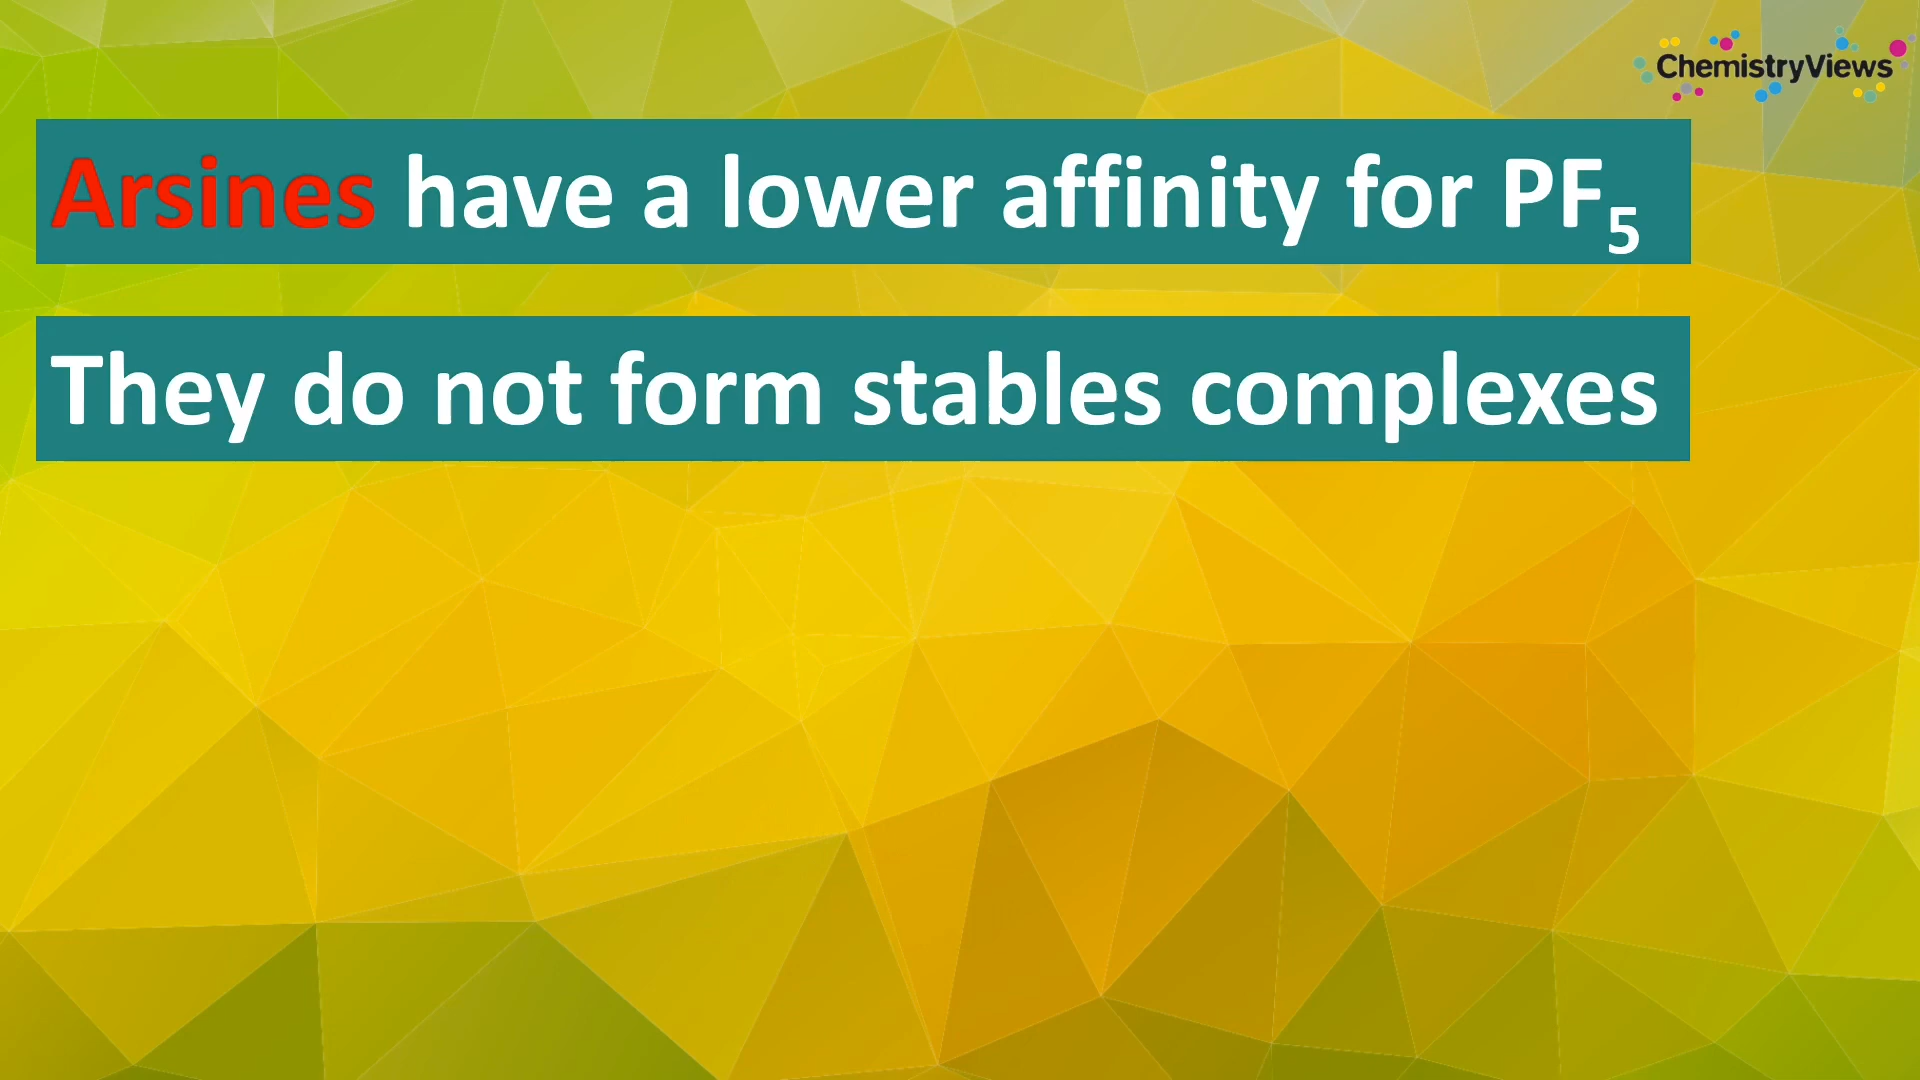 ChemistryViews
Arsines have a lower affinity for PF₅
They do not form stables complexes